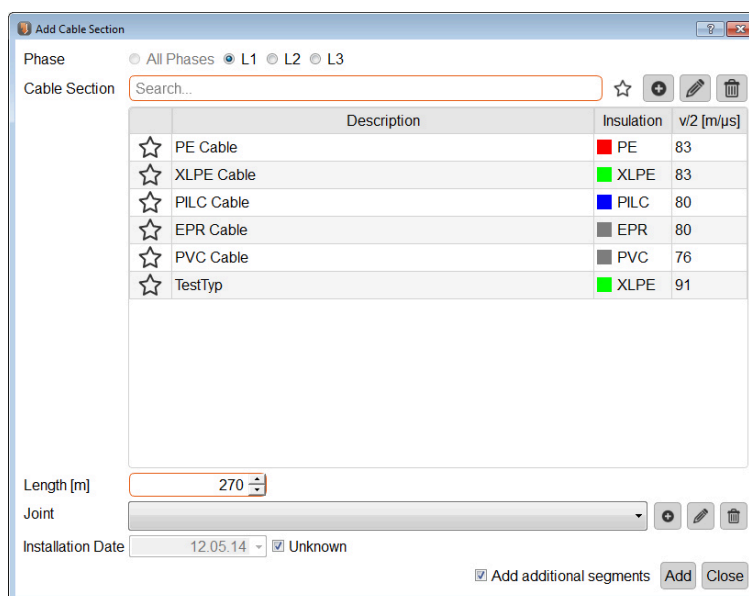 Add Cable Section
?
Phase All Phases L1 L2 L3
Cable Section Search...
Description Insulation v/2 [m/µs]
PE Cable PE 83
XLPE Cable XLPE 83
PILC Cable PILC 80
EPR Cable EPR 80
PVC Cable PVC 76
TestTyp XLPE 91
Length [m] 270
Joint
Installation Date 12.05.14 Unknown
Add additional segments Add Close